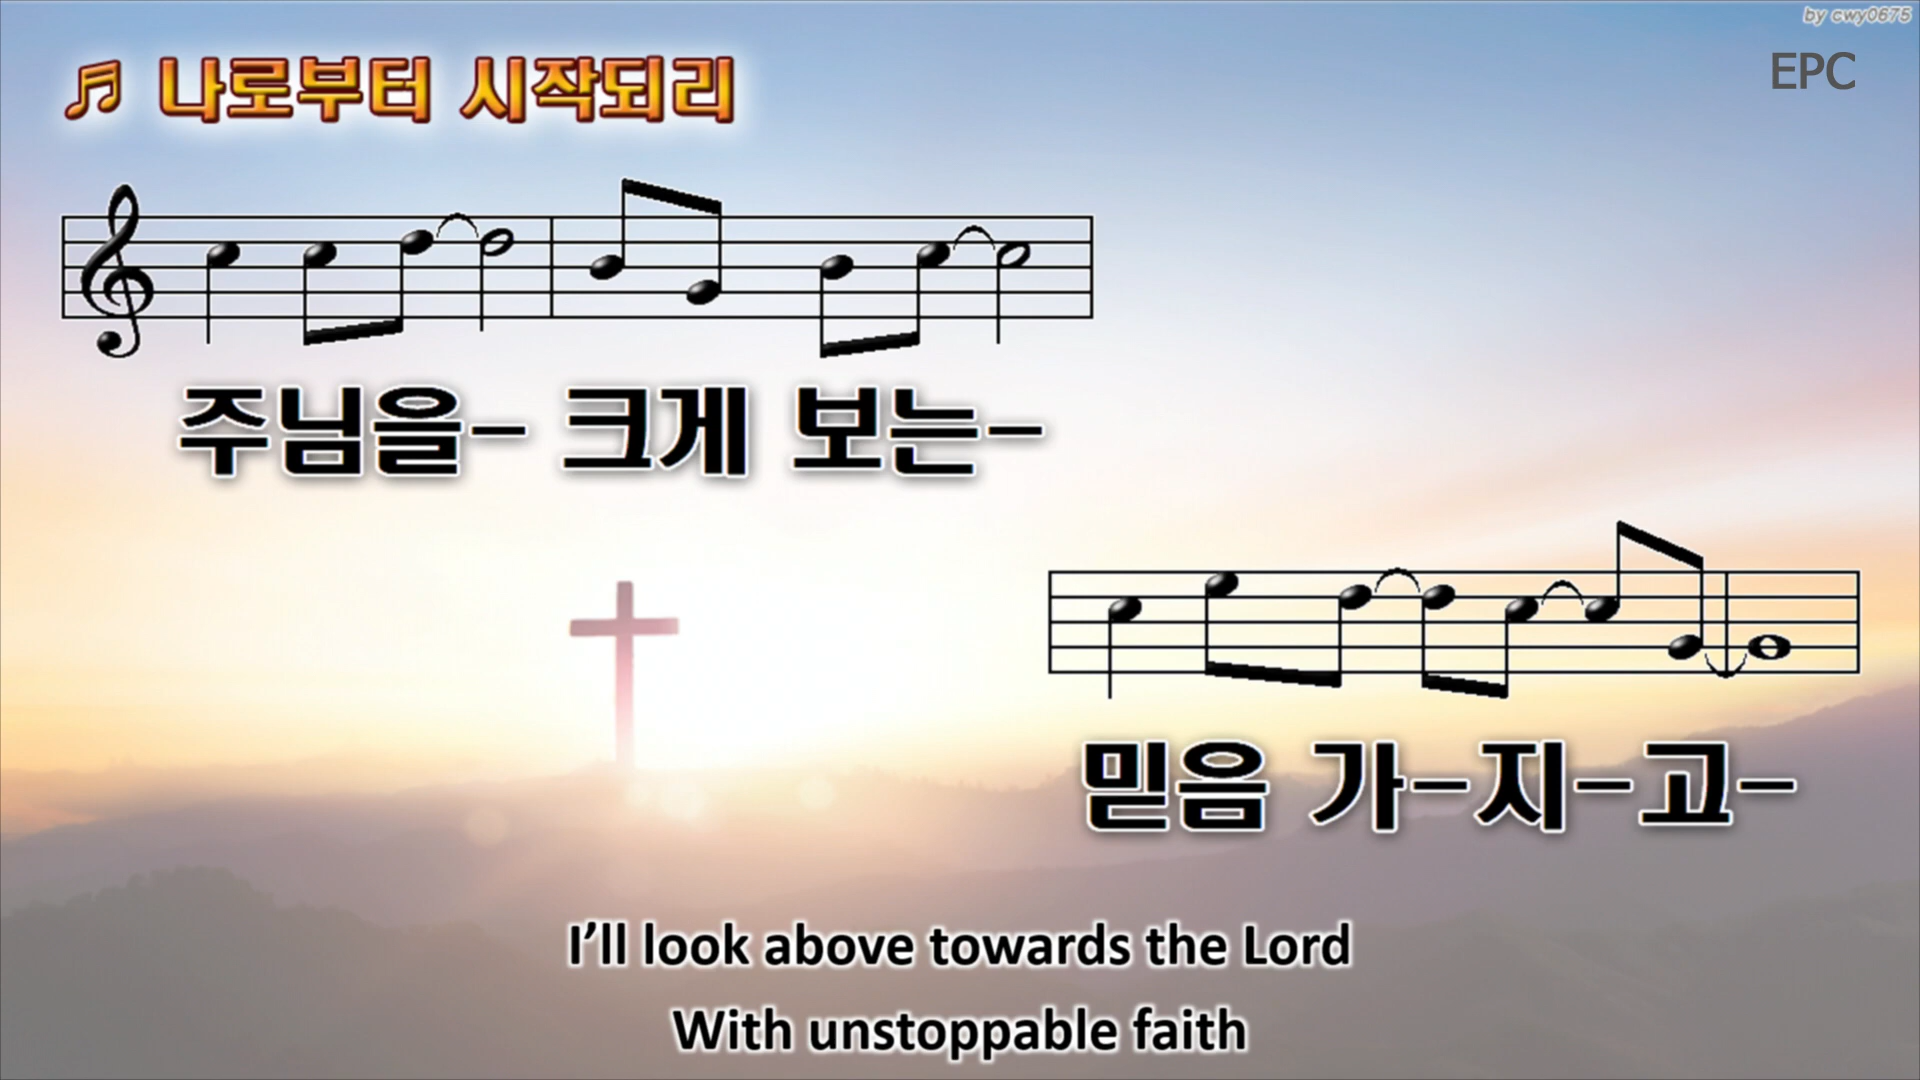 by cwy0675
EPC
♬ 나로부터 시작되리
주님을- 크게 보는-
믿음 가-지-고-
I’ll look above towards the Lord
With unstoppable faith